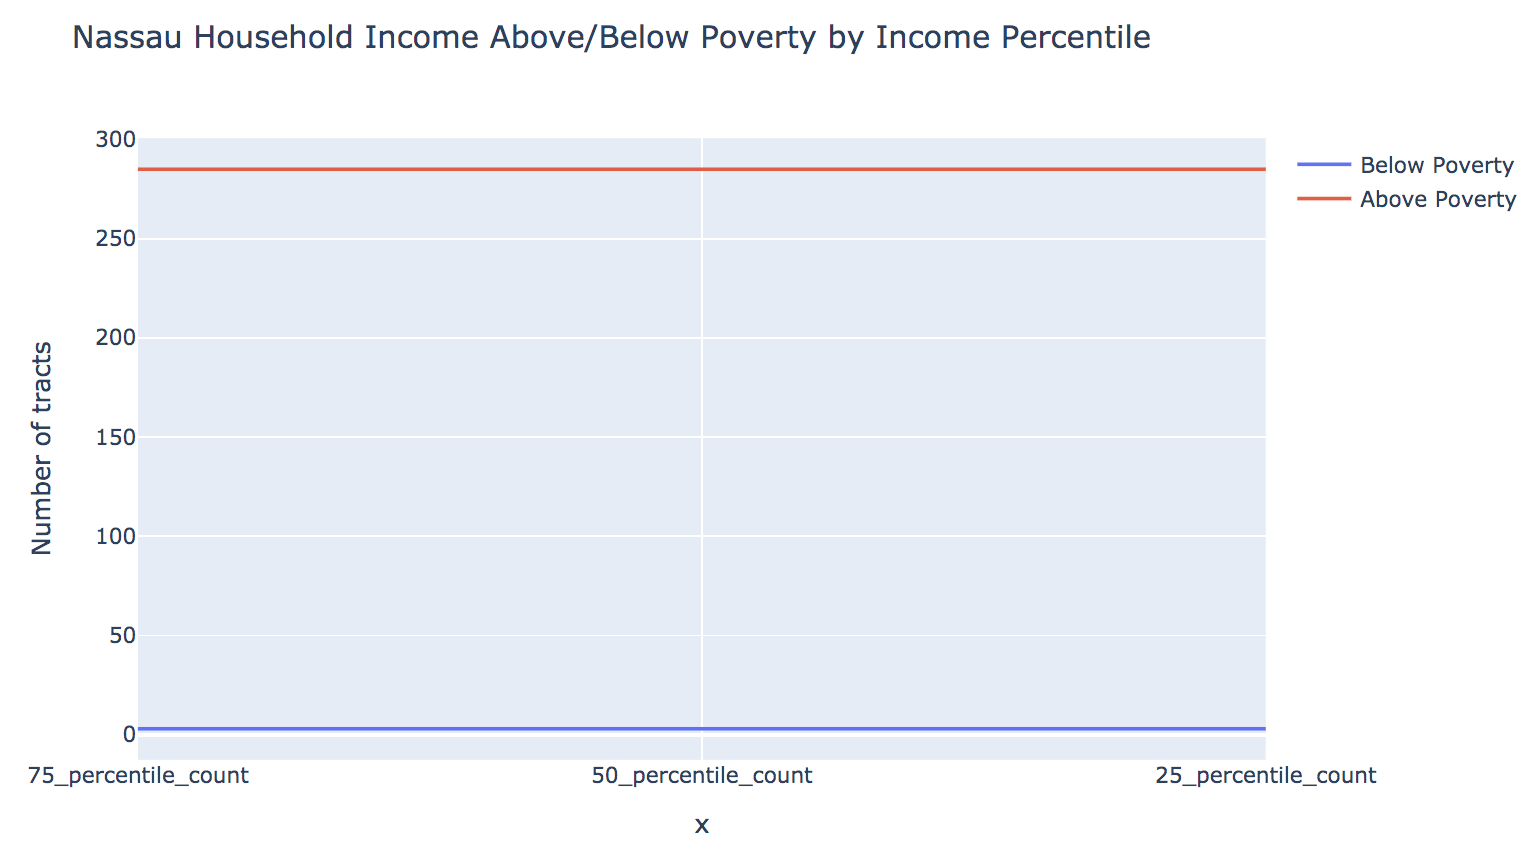 Nassau Household Income Above/Below Poverty by Income Percentile
300
250
200
150
100
50
0
Number of tracts
75_percentile_count
50_percentile_count
25_percentile_count
x
Below Poverty
Above Poverty